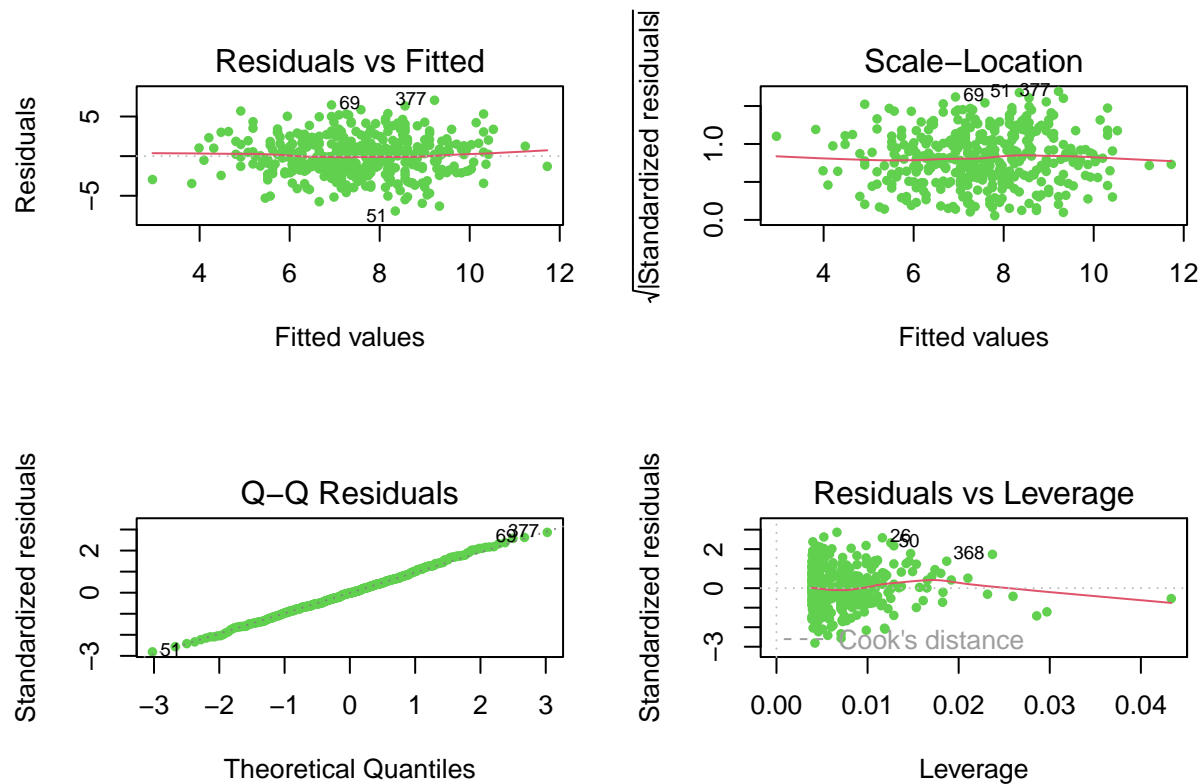 Residuals vs Fitted
Residuals
5
−5
69
377
51
4 6 8 10 12
Fitted values
Scale−Location
√|Standardized residuals|
1.0
0.0
69
51
377
4 6 8 10 12
Fitted values
Q−Q Residuals
Standardized residuals
2
0
−3
69
377
51
−3 −2 −1 0 1 2 3
Theoretical Quantiles
Residuals vs Leverage
Standardized residuals
2
0
−3
26
50
368
Cook's distance
0.00 0.01 0.02 0.03 0.04
Leverage